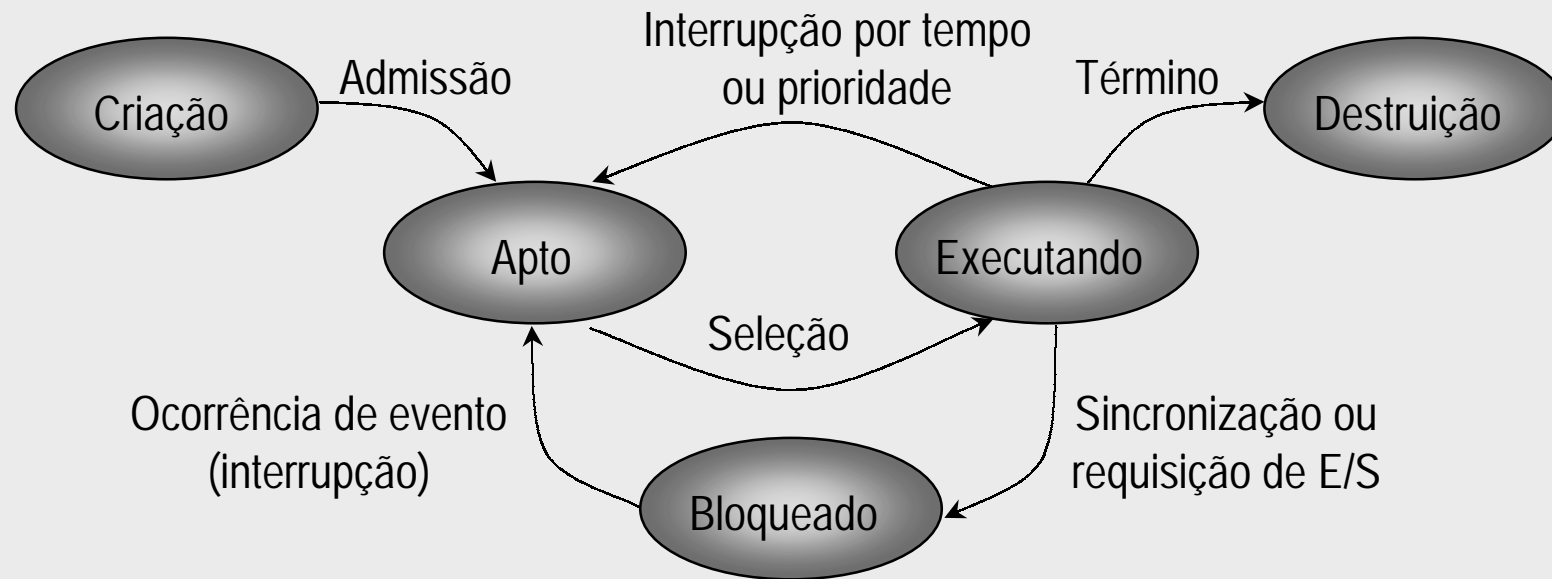 Interrupção por tempo
ou prioridade
Admissão
Término
Criação
Destruição
Apto
Executando
Seleção
Ocorrência de evento
(interrupção)
Sincronização ou
requisição de E/S
Bloqueado